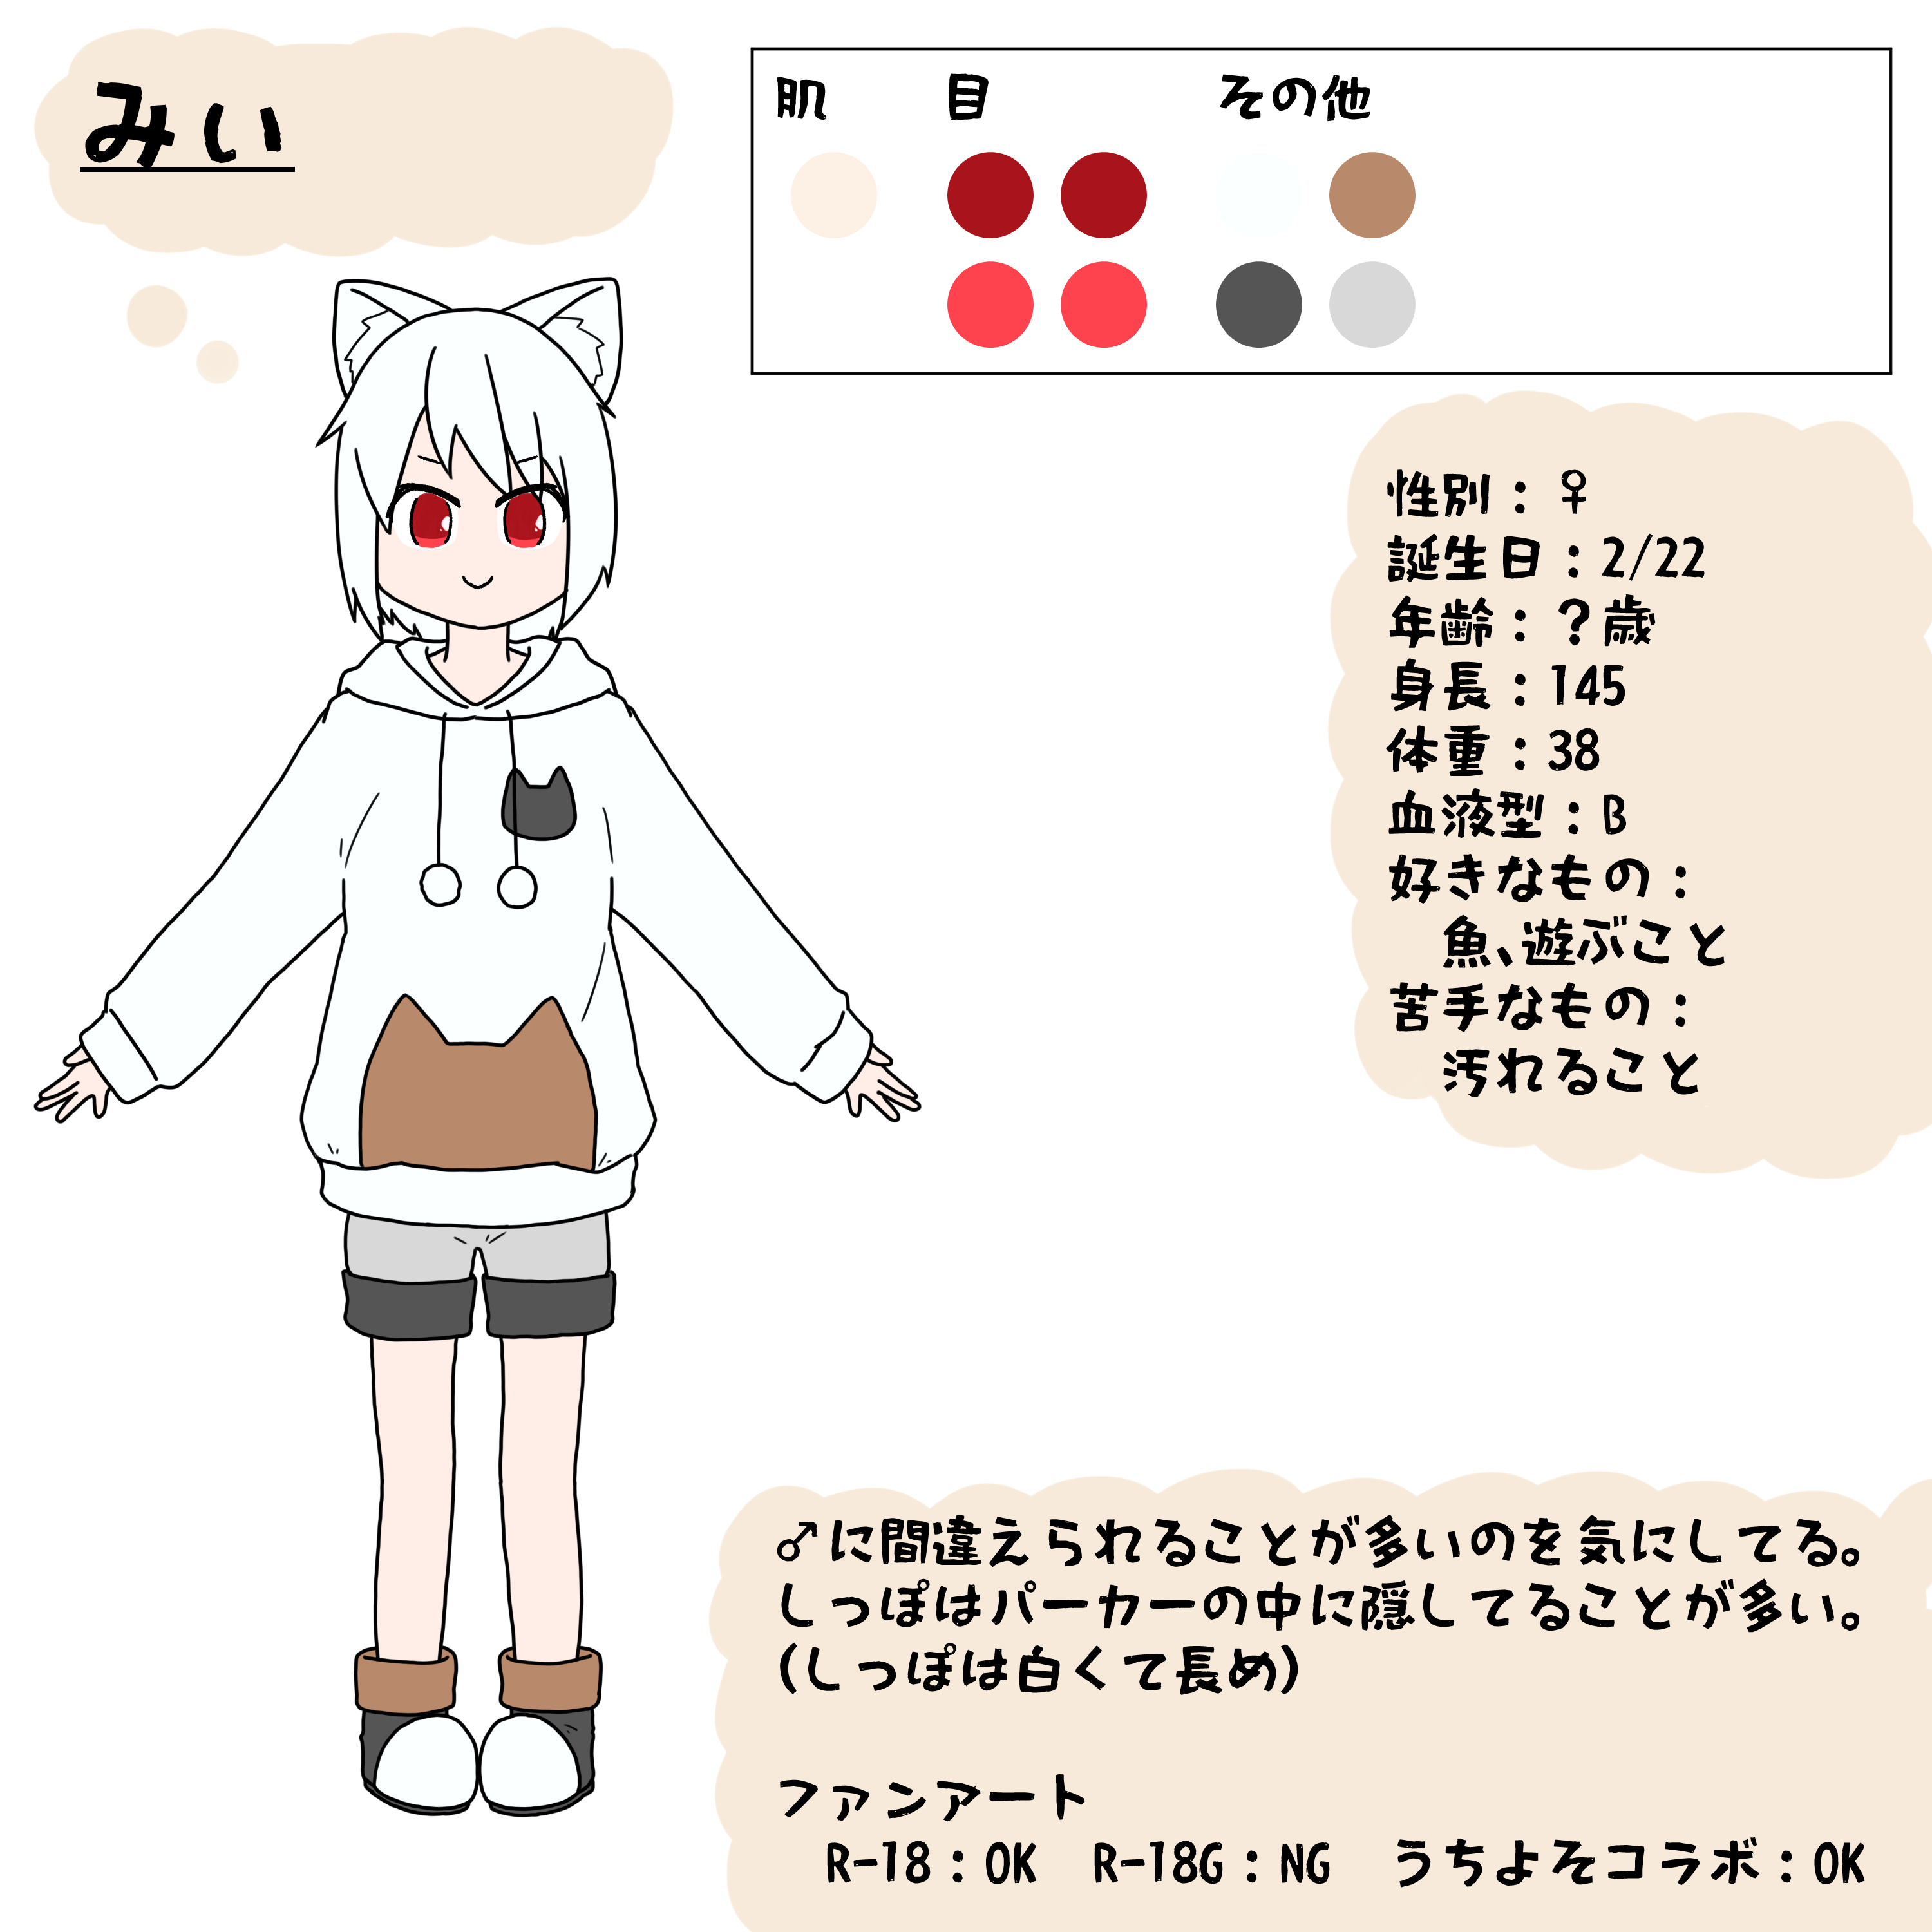 みぃ
肌 目 その他
性別：♀
誕生日：2/22
年齢：？歳
身長：145
体重：38
血液型：B
好きなもの：
魚、遊ぶこと
苦手なもの：
汚れること
♂に間違えられることが多いのを気にしてる。
しっぽはパーカーの中に隠してることが多い。
(しっぽは白くて長め)
ファンアート
R-18：OK R-18G：NG うちよそコラボ：OK